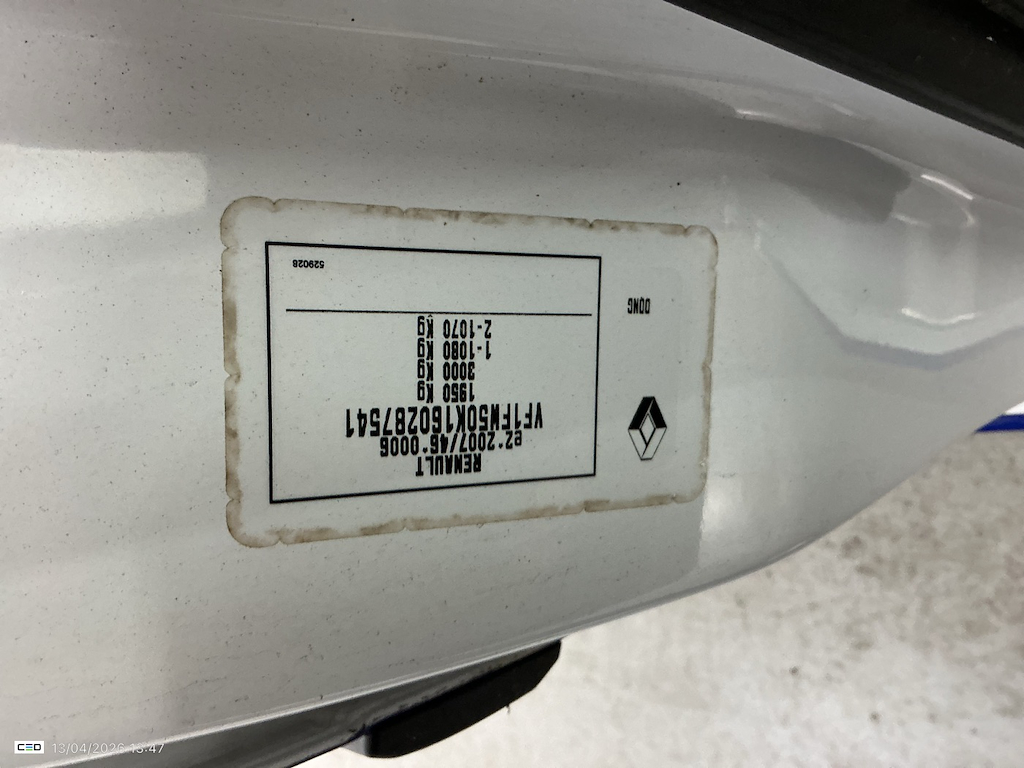 RENAULT
e2*2007/46*0006
VF1FW50K160287541
1950 Kg
3000 Kg
1-1080 Kg
2-1070 Kg
529028
CEO 13/04/2026 13:47